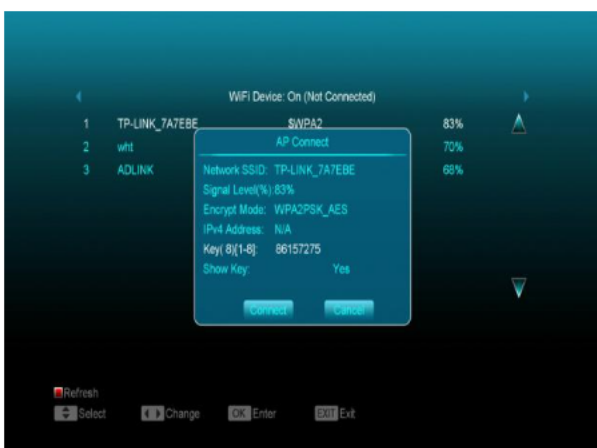 WiFi Device: On (Not Connected)
1 TP-LINK_7A7EBE $WPA2 83%
2 wht 70%
3 ADLINK 68%
AP Connect
Network SSID: TP-LINK_7A7EBE
Signal Level(%): 83%
Encrypt Mode: WPA2PSK_AES
IPv4 Address: N/A
Key( 8)[1-8]: 86157275
Show Key: Yes
Connect Cancel
Refresh
Select Change OK Enter EXIT Exit